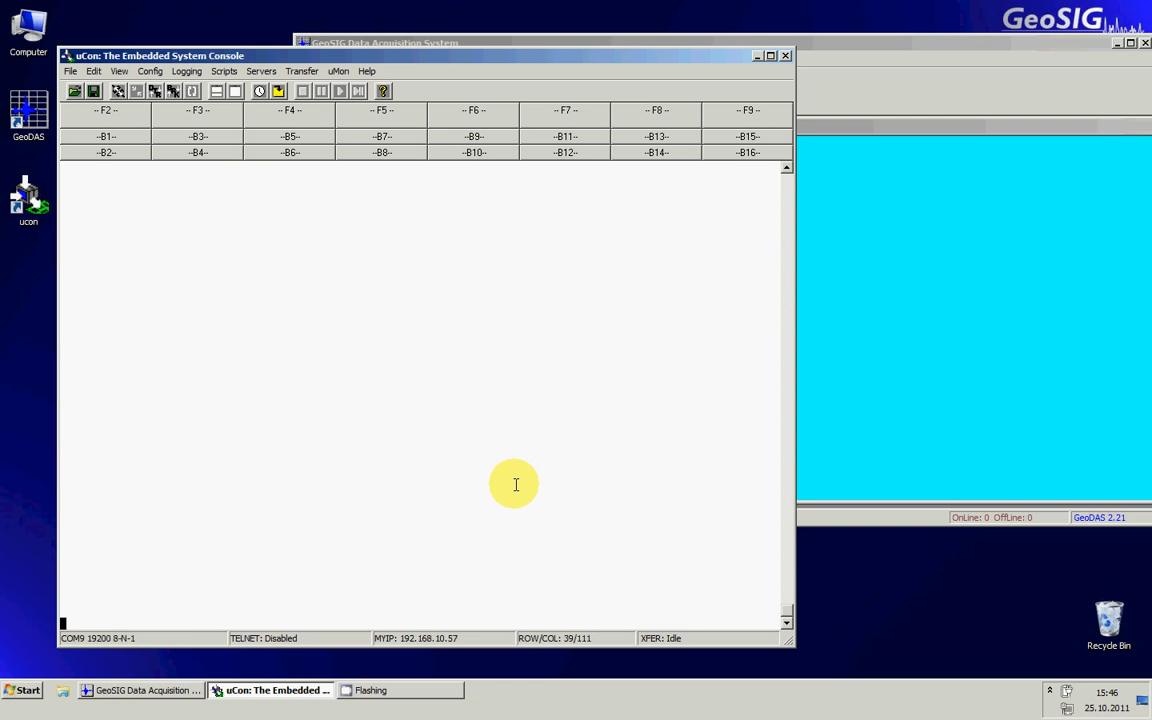 GeoSIG
Computer
GeoDAS
ucon
GeoSIG Data Acquisition System
uCon: The Embedded System Console
File Edit View Config Logging Scripts Servers Transfer uMon Help
-- F2 -- -- F3 -- -- F4 -- -- F5 -- -- F6 -- -- F7 -- -- F8 -- -- F9 --
--B1-- --B3-- --B5-- --B7-- --B9-- --B11-- --B13-- --B15--
--B2-- --B4-- --B6-- --B8-- --B10-- --B12-- --B14-- --B16--
OnLine: 0 OffLine: 0 GeoDAS 2.21
COM9 19200 8-N-1 TELNET: Disabled MYIP: 192.168.10.57 ROW/COL: 39/111 XFER: Idle
Recycle Bin
Start GeoSIG Data Acquisition ... uCon: The Embedded ... Flashing
15:46
25.10.2011